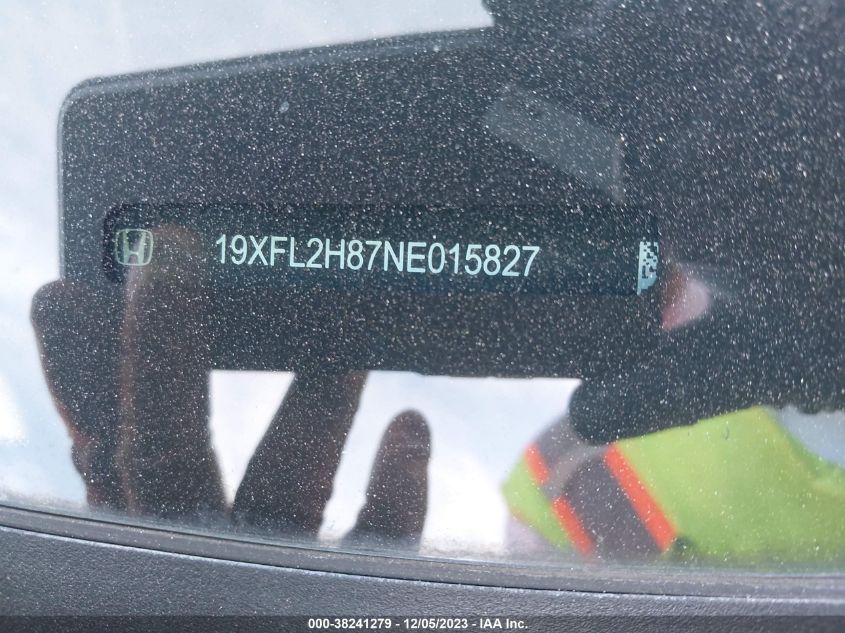 19XFL2H87NE015827
000-38241279 - 12/05/2023 - IAA Inc.